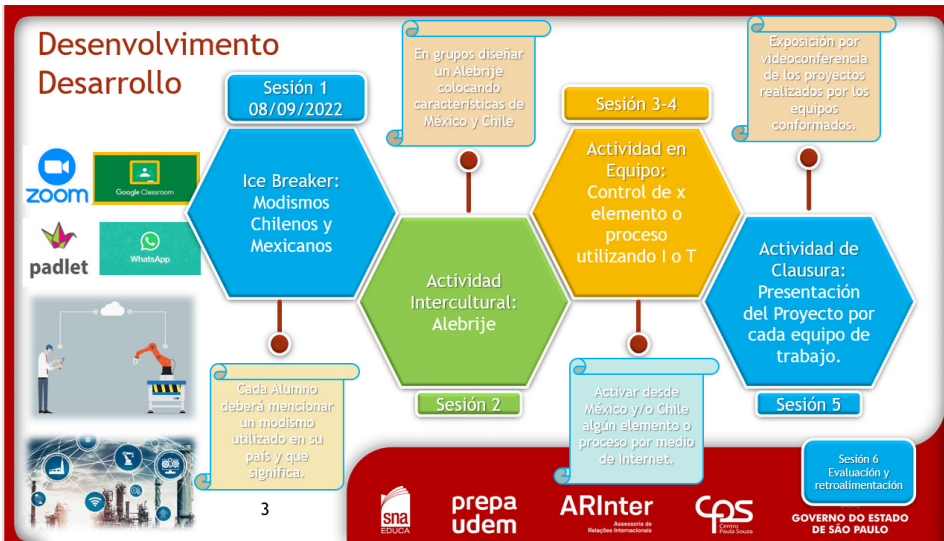 Desenvolvimento
Desarrollo
Sesión 1
08/09/2022
En grupos diseñar
un Alebrije
colocando
características de
México y Chile
Sesión 3-4
Exposición por
videoconferencia
de los proyectos
realizados por los
equipos
conformados.
zoom
Google Classroom
padlet
WhatsApp
Ice Breaker:
Modismos
Chilenos y
Mexicanos
Actividad
Intercultural:
Alebrije
Actividad en
Equipo:
Control de x
elemento o
proceso
utilizando I o T
Actividad de
Clausura:
Presentación
del Proyecto por
cada equipo de
trabajo.
Cada Alumno
deberá mencionar
un modismo
utilizado en su
país y que
significa.
Sesión 2
Activar desde
México y/o Chile
algún elemento o
proceso por medio
de Internet.
Sesión 5
Sesión 6
Evaluación y
retroalimentación
3
sna
EDUCA
prepa
udem
ARInter
Assessoria de
Relações Internacionais
CPS
Centro
Paula Souza
GOVERNO DO ESTADO
DE SÃO PAULO